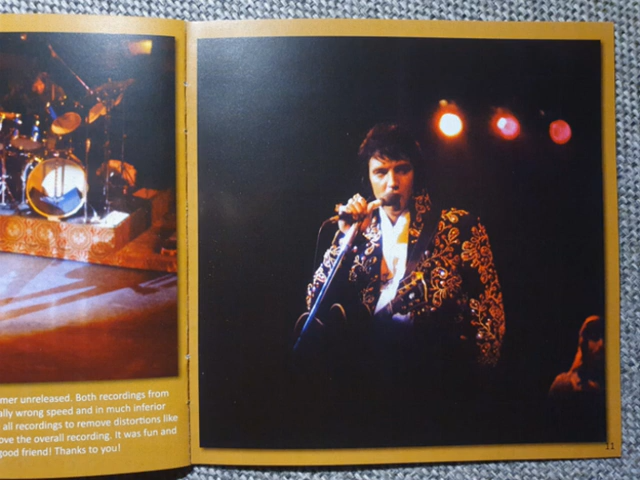 mer unreleased. Both recordings from
ally wrong speed and in much inferior
all recordings to remove distortions like
ove the overall recording. It was fun and
good friend! Thanks to you!
11